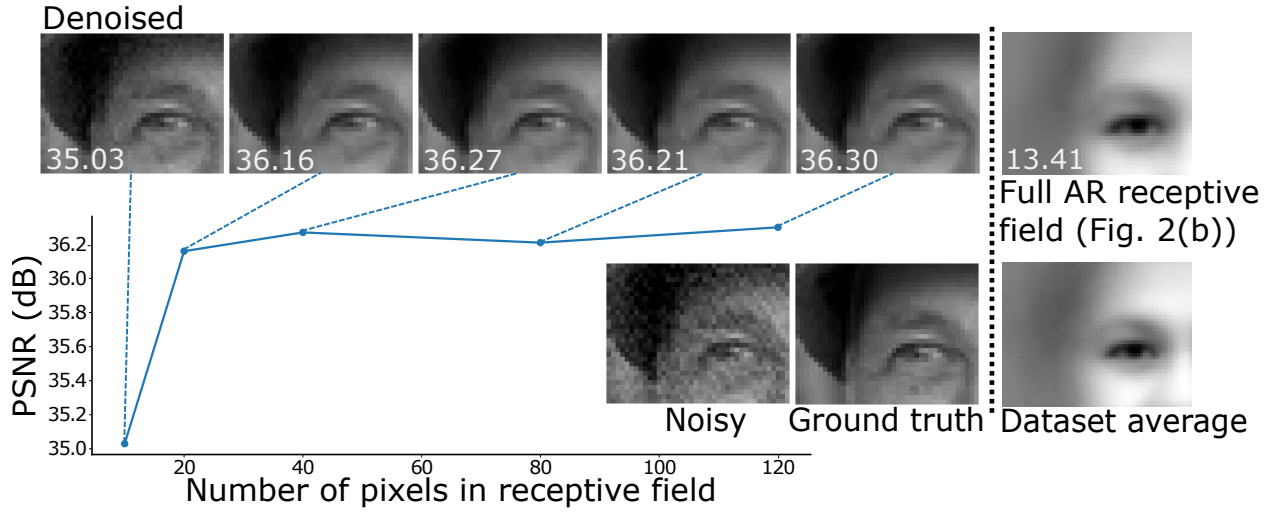 Denoised
35.03
36.16
36.27
36.21
36.30
13.41
Full AR receptive
field (Fig. 2(b))
PSNR (dB)
36.2
36.0
35.8
35.6
35.4
35.2
35.0
Noisy
Ground truth
Dataset average
20
40
60
80
100
120
Number of pixels in receptive field